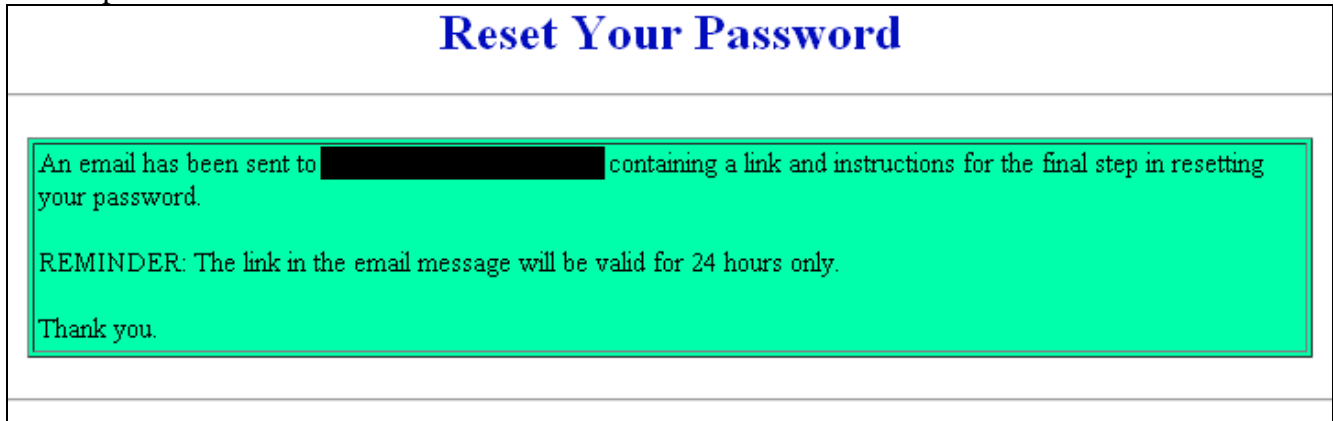 Reset Your Password
An email has been sent to containing a link and instructions for the final step in resetting
your password.
REMINDER: The link in the email message will be valid for 24 hours only.
Thank you.